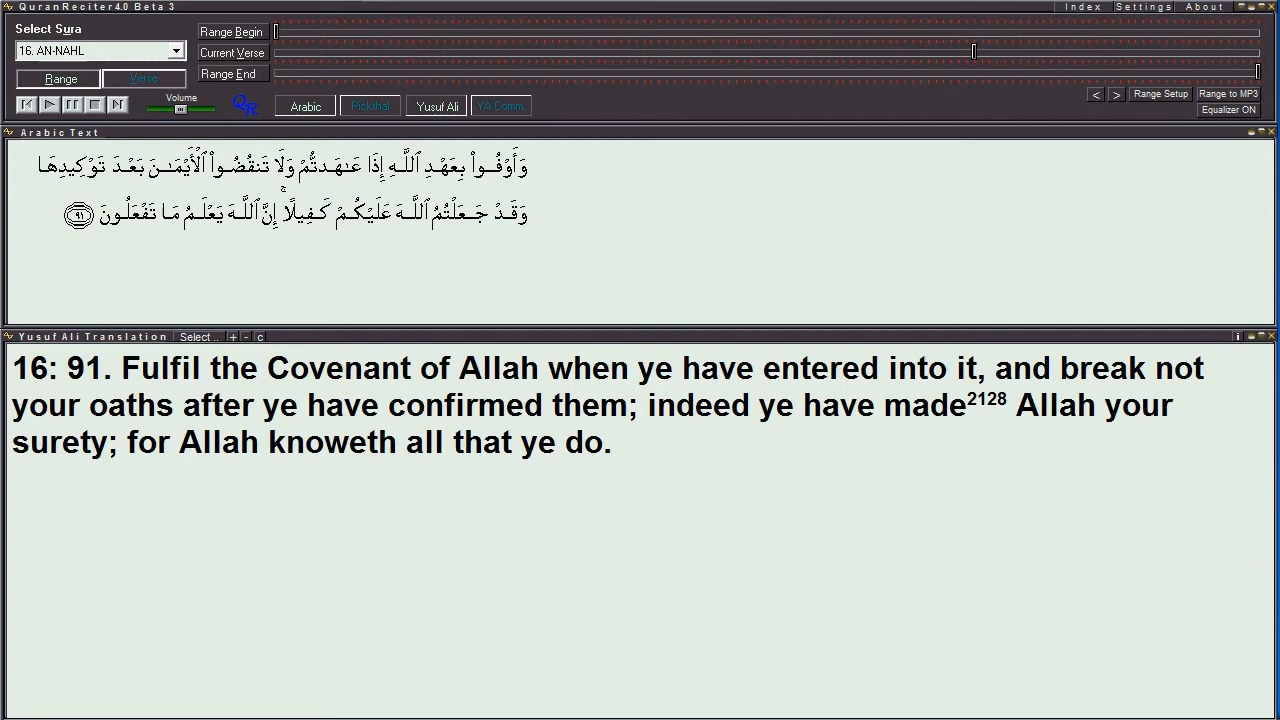 QuranReciter4.0 Beta 3
Index Settings About
Select Sura
16. AN-NAHL
Range Verse
Volume
QR
Range Begin
Current Verse
Range End
Arabic Pickthal Yusuf Ali YA Comm.
< > Range Setup Range to MP3
Equalizer ON
Arabic Text
وَأَوْفُوا۟ بِعَهْدِ ٱللَّهِ إِذَا عَـٰهَدتُّمْ وَلَا تَنقُضُوا۟ ٱلْأَيْمَـٰنَ بَعْدَ تَوْكِيدِهَا
وَقَدْ جَعَلْتُمُ ٱللَّهَ عَلَيْكُمْ كَفِيلًا ۚ إِنَّ ٱللَّهَ يَعْلَمُ مَا تَفْعَلُونَ ٩١
Yusuf Ali Translation Select .. + - c i
16: 91. Fulfil the Covenant of Allah when ye have entered into it, and break not
your oaths after ye have confirmed them; indeed ye have made2128 Allah your
surety; for Allah knoweth all that ye do.